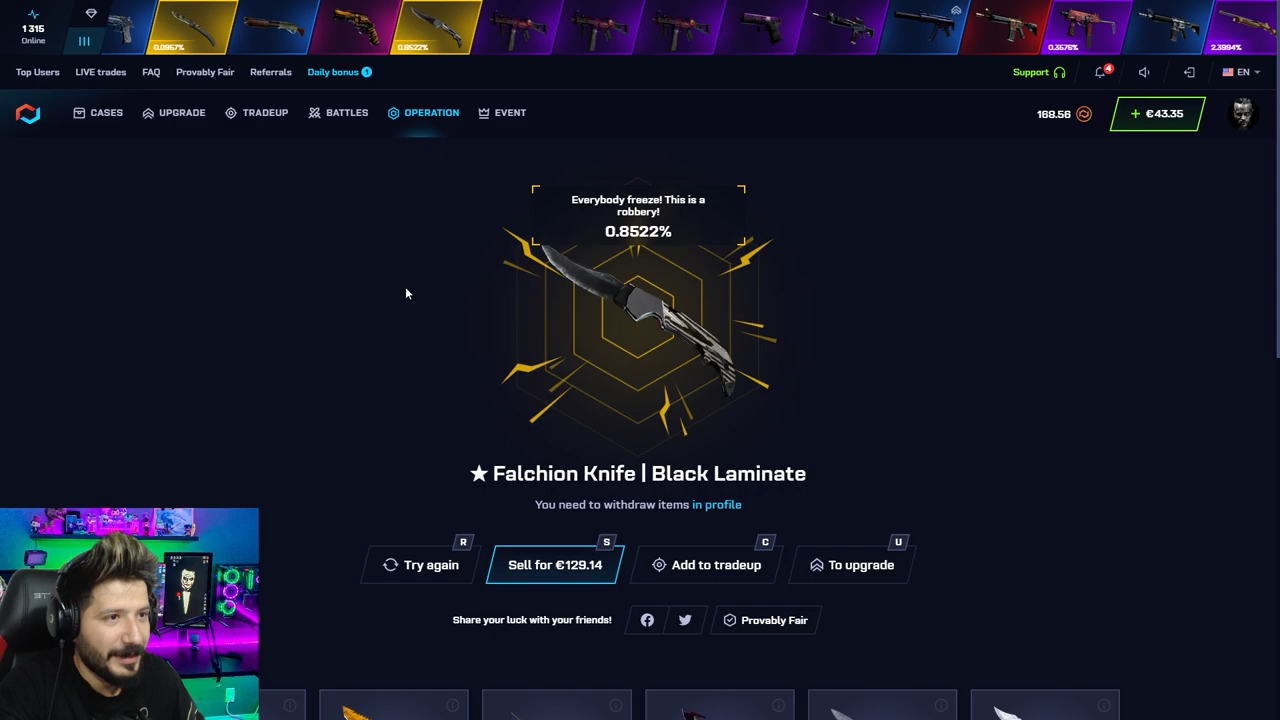 1 315
Online
0.0957%
0.8522%
0.3576%
2.3994%
Top Users
LIVE trades
FAQ
Provably Fair
Referrals
Daily bonus 1
Support
4
EN
CASES
UPGRADE
TRADEUP
BATTLES
OPERATION
EVENT
168.56
+ €43.35
Everybody freeze! This is a
robbery!
0.8522%
★ Falchion Knife | Black Laminate
You need to withdraw items in profile
R
S
C
U
Try again
Sell for €129.14
Add to tradeup
To upgrade
Share your luck with your friends!
Provably Fair